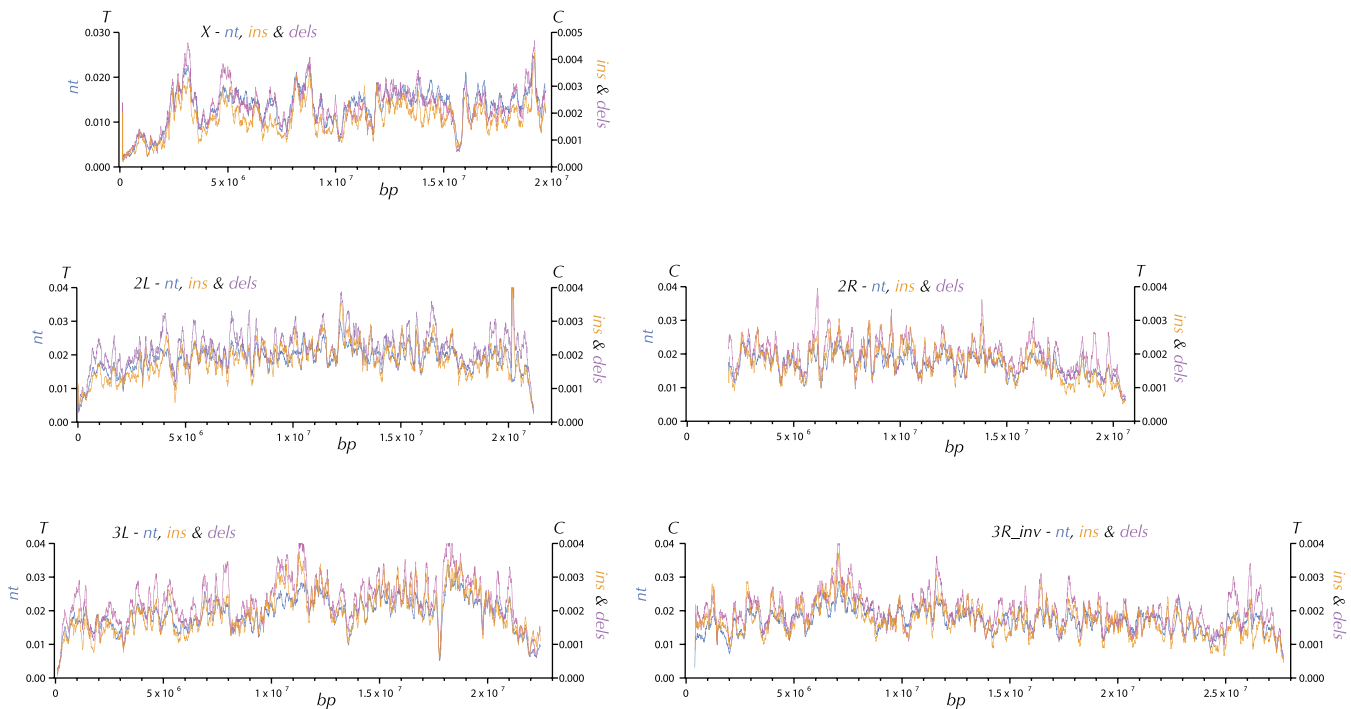 T C
X - nt, ins & dels
0.030 0.005
0.004
0.020 0.003
nt ins & dels
0.002
0.010
0.001
0.000 0.000
0 5 x 10 6 1 x 10 7 1.5 x 10 7 2 x 10 7
bp
T C
2L - nt, ins & dels
0.04 0.004
0.03 0.003
nt ins & dels
0.02 0.002
0.01 0.001
0.00 0.000
0 5 x 10 6 1 x 10 7 1.5 x 10 7 2 x 10 7
bp
C T
2R - nt, ins & dels
0.04 0.004
0.03 0.003
nt ins & dels
0.02 0.002
0.01 0.001
0.00 0.000
0 5 x 10 6 1 x 10 7 1.5 x 10 7 2 x 10 7
bp
T C
3L - nt, ins & dels
0.04 0.004
0.03 0.003
nt ins & dels
0.02 0.002
0.01 0.001
0.00 0.000
0 5 x 10 6 1 x 10 7 1.5 x 10 7 2 x 10 7
bp
C T
3R_inv - nt, ins & dels
0.04 0.004
0.03 0.003
nt ins & dels
0.02 0.002
0.01 0.001
0.00 0.000
0 5 x 10 6 1 x 10 7 1.5 x 10 7 2 x 10 7 2.5 x 10 7
bp